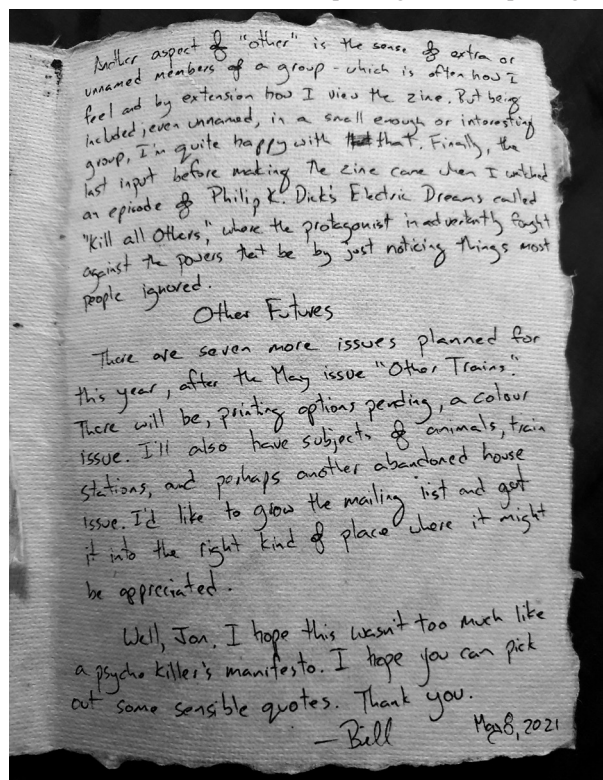 Another aspect of "other" is the sense of extra or
unnamed members of a group - which is often how I
feel and by extension how I view the zine. But being
included, even unnamed, in a small enough or interesting
group, I'm quite happy with that. Finally, the
last input before making the zine came when I watched
an episode of Philip K. Dick's Electric Dreams called
"Kill all Others," where the protagonist inadvertently fought
against the powers that be by just noticing things most
people ignored.
Other Futures
There are seven more issues planned for
this year, after the May issue "Other Trains."
There will be, printing options pending, a colour
issue. I'll also have subjects of animals, train
stations, and perhaps another abandoned house
issue. I'd like to grow the mailing list and get
it into the right kind of place where it might
be appreciated.
Well, Jon, I hope this wasn't too much like
a psycho killer's manifesto. I hope you can pick
out some sensible quotes. Thank you.
—Bill May 8, 2021